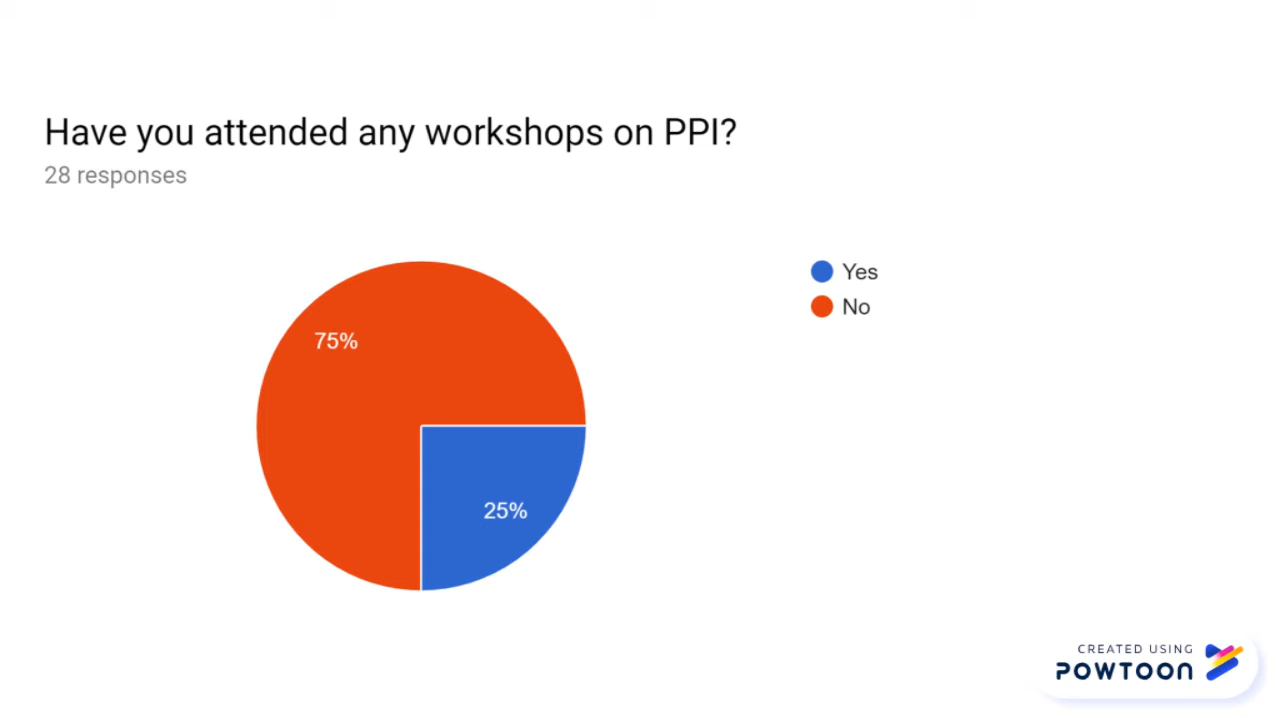 Have you attended any workshops on PPI?
28 responses
Yes
No
75%
25%
CREATED USING
POWTOON